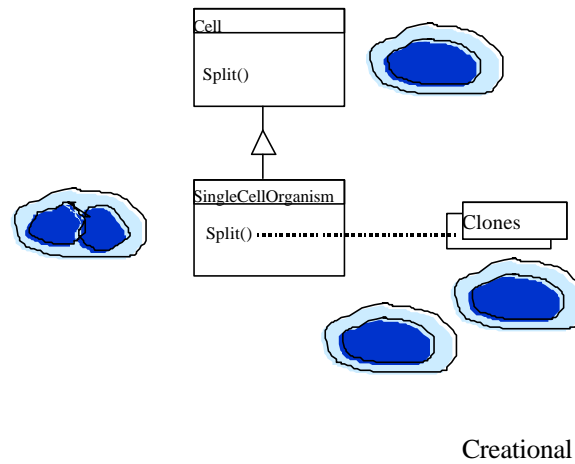 Cell
Split()
SingleCellOrganism
Split()
Clones
Creational